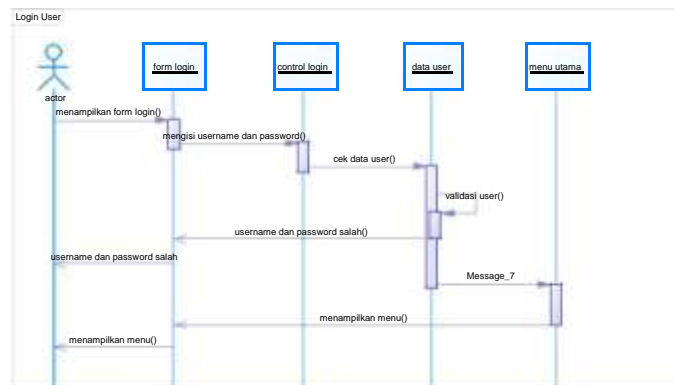 Login User
form login
control login
data user
menu utama
actor
menampilkan form login()
mengisi username dan password()
cek data user()
validasi user()
username dan password salah()
username dan password salah
Message_7
menampilkan menu()
menampilkan menu()